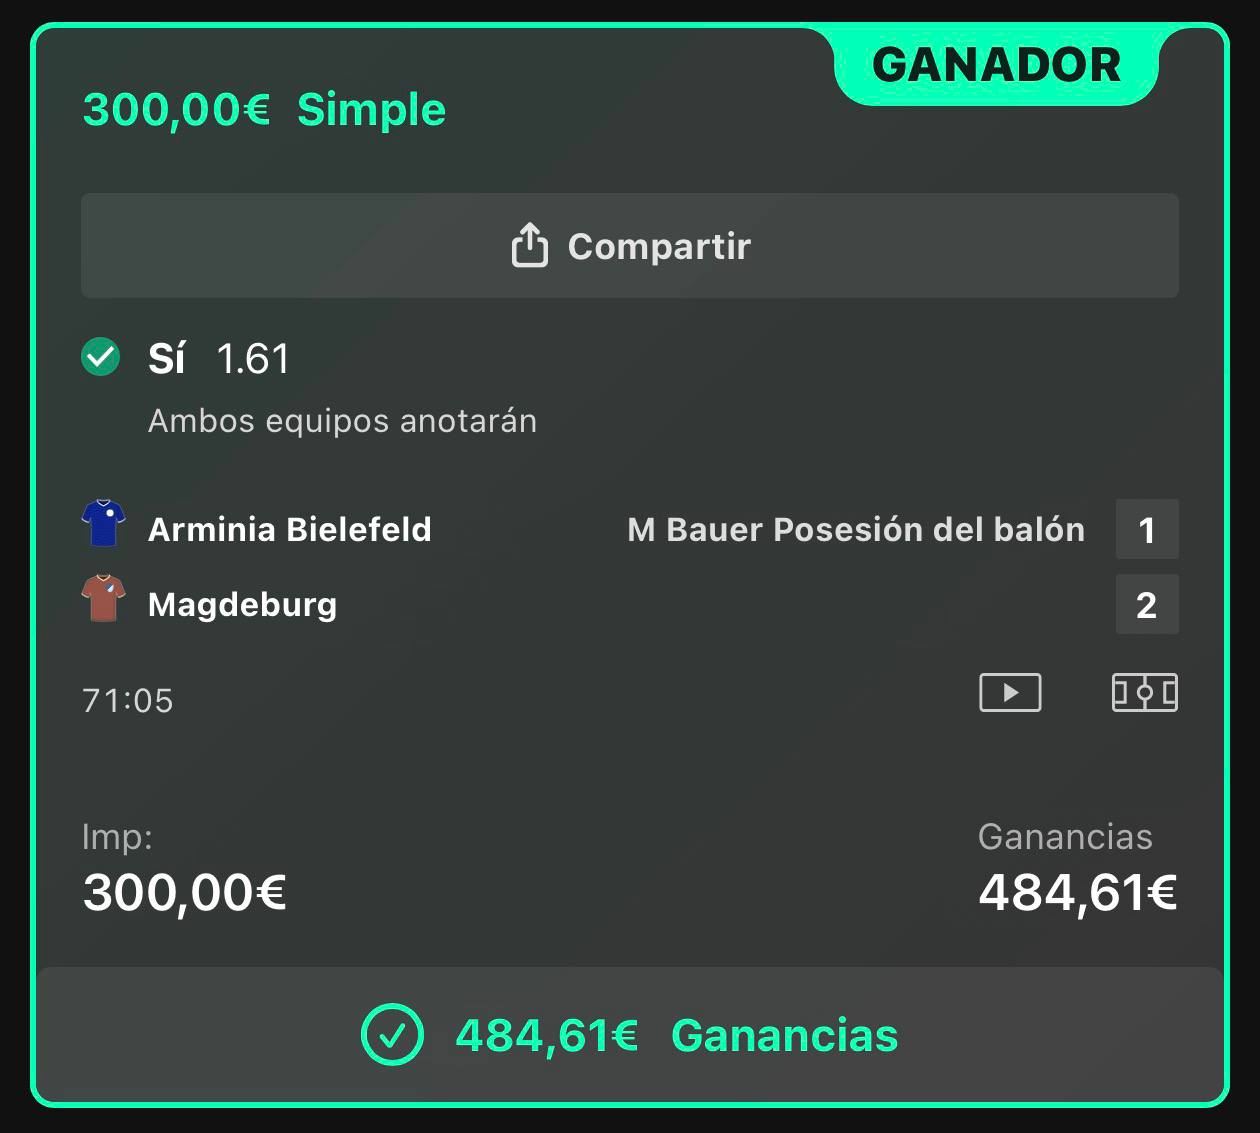 GANADOR
300,00€ Simple
Compartir
Sí 1.61
Ambos equipos anotarán
Arminia Bielefeld M Bauer Posesión del balón 1
Magdeburg 2
71:05
Imp: Ganancias
300,00€ 484,61€
484,61€ Ganancias